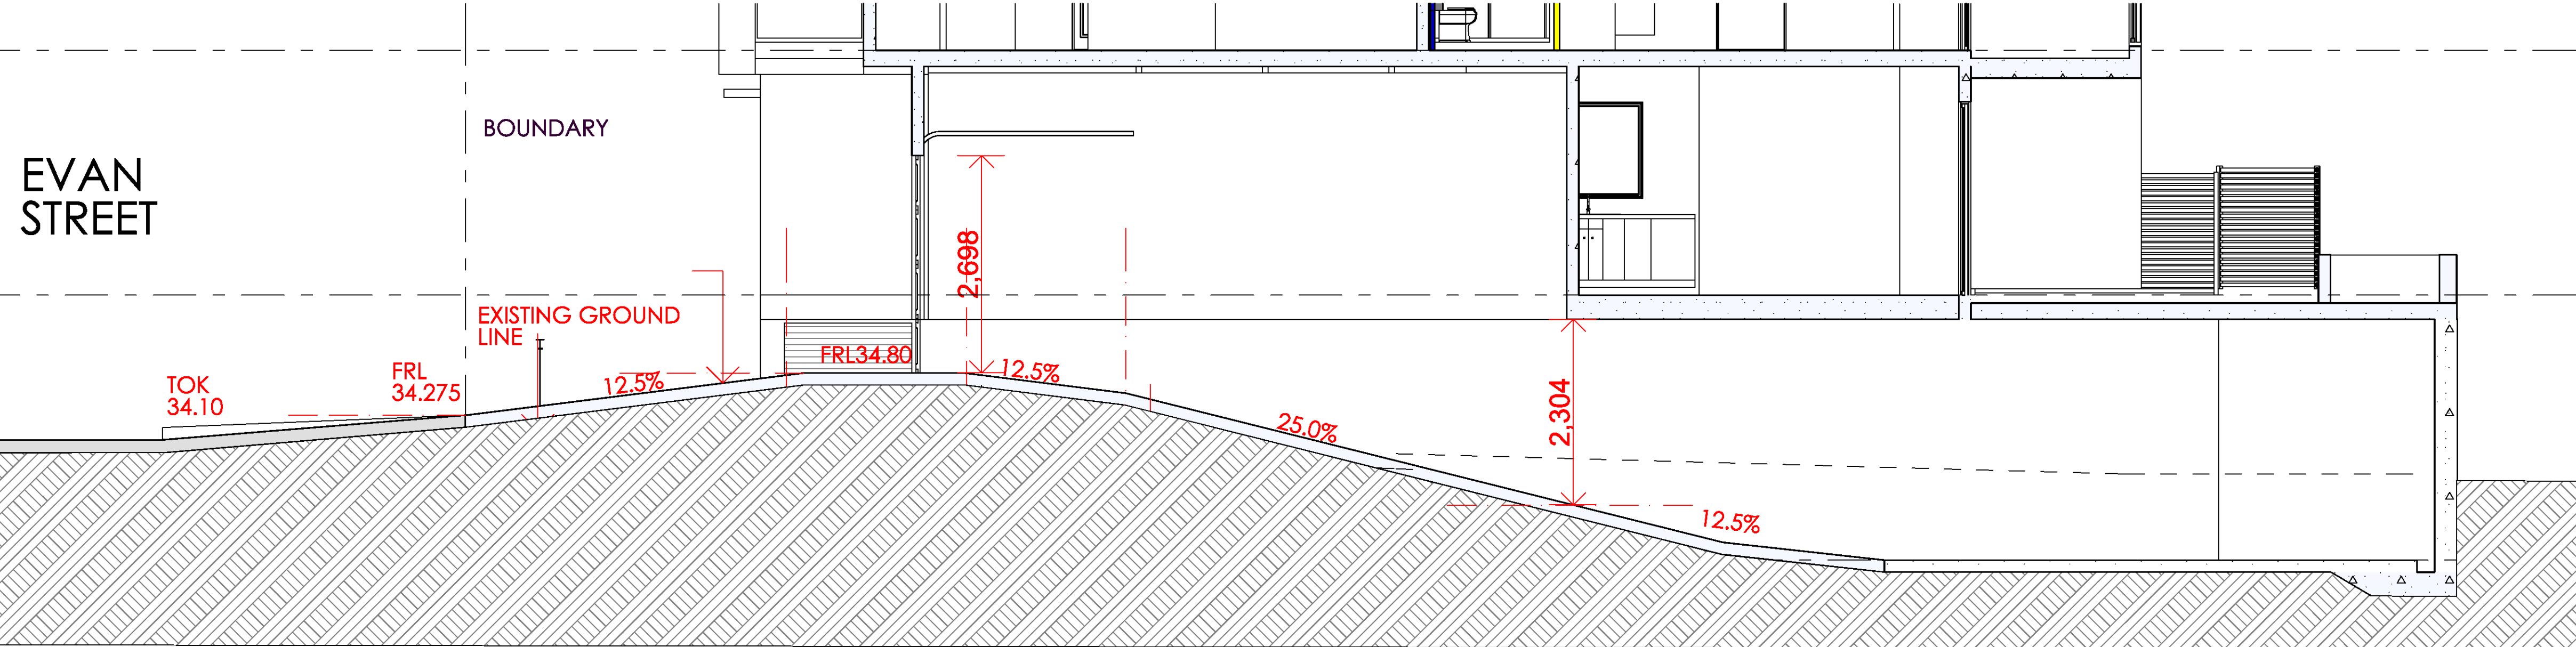 BOUNDARY
EVAN
STREET
2,698
EXISTING GROUND
LINE
FRL34.80
FRL
34.275
TOK
34.10
12.5%
12.5%
25.0%
2,304
12.5%